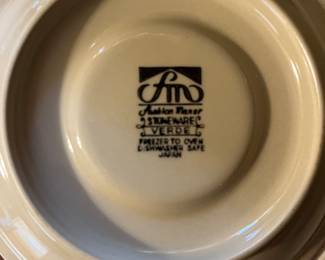 fm
Fashion Manor
STONEWARE
VERDE
FREEZER TO OVEN
DISHWASHER SAFE
JAPAN